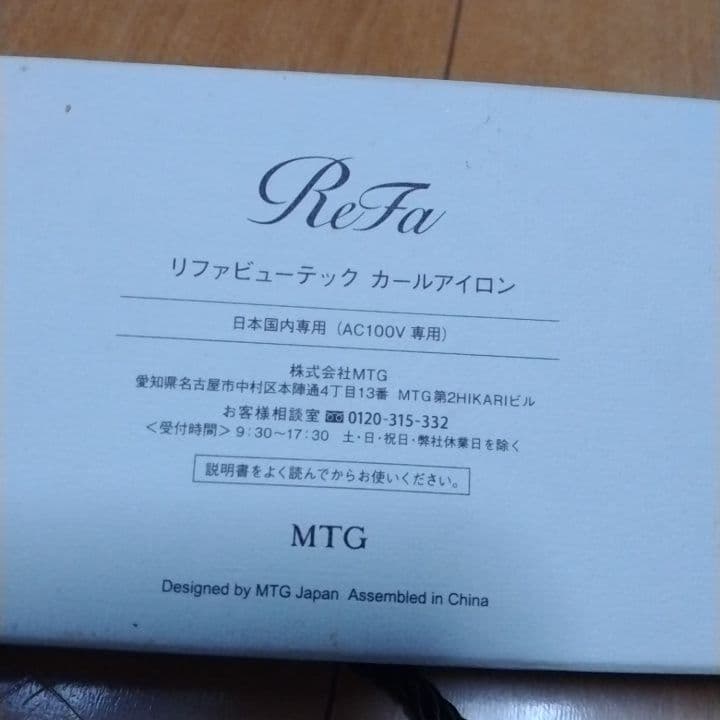 ReFa
リファビューテック カールアイロン
日本国内専用（AC100V 専用）
株式会社MTG
愛知県名古屋市中村区本陣通4丁目13番 MTG第2HIKARIビル
お客様相談室 0120-315-332
＜受付時間＞9:30~17:30 土・日・祝日・弊社休業日を除く
説明書をよく読んでからお使いください。
MTG
Designed by MTG Japan Assembled in China